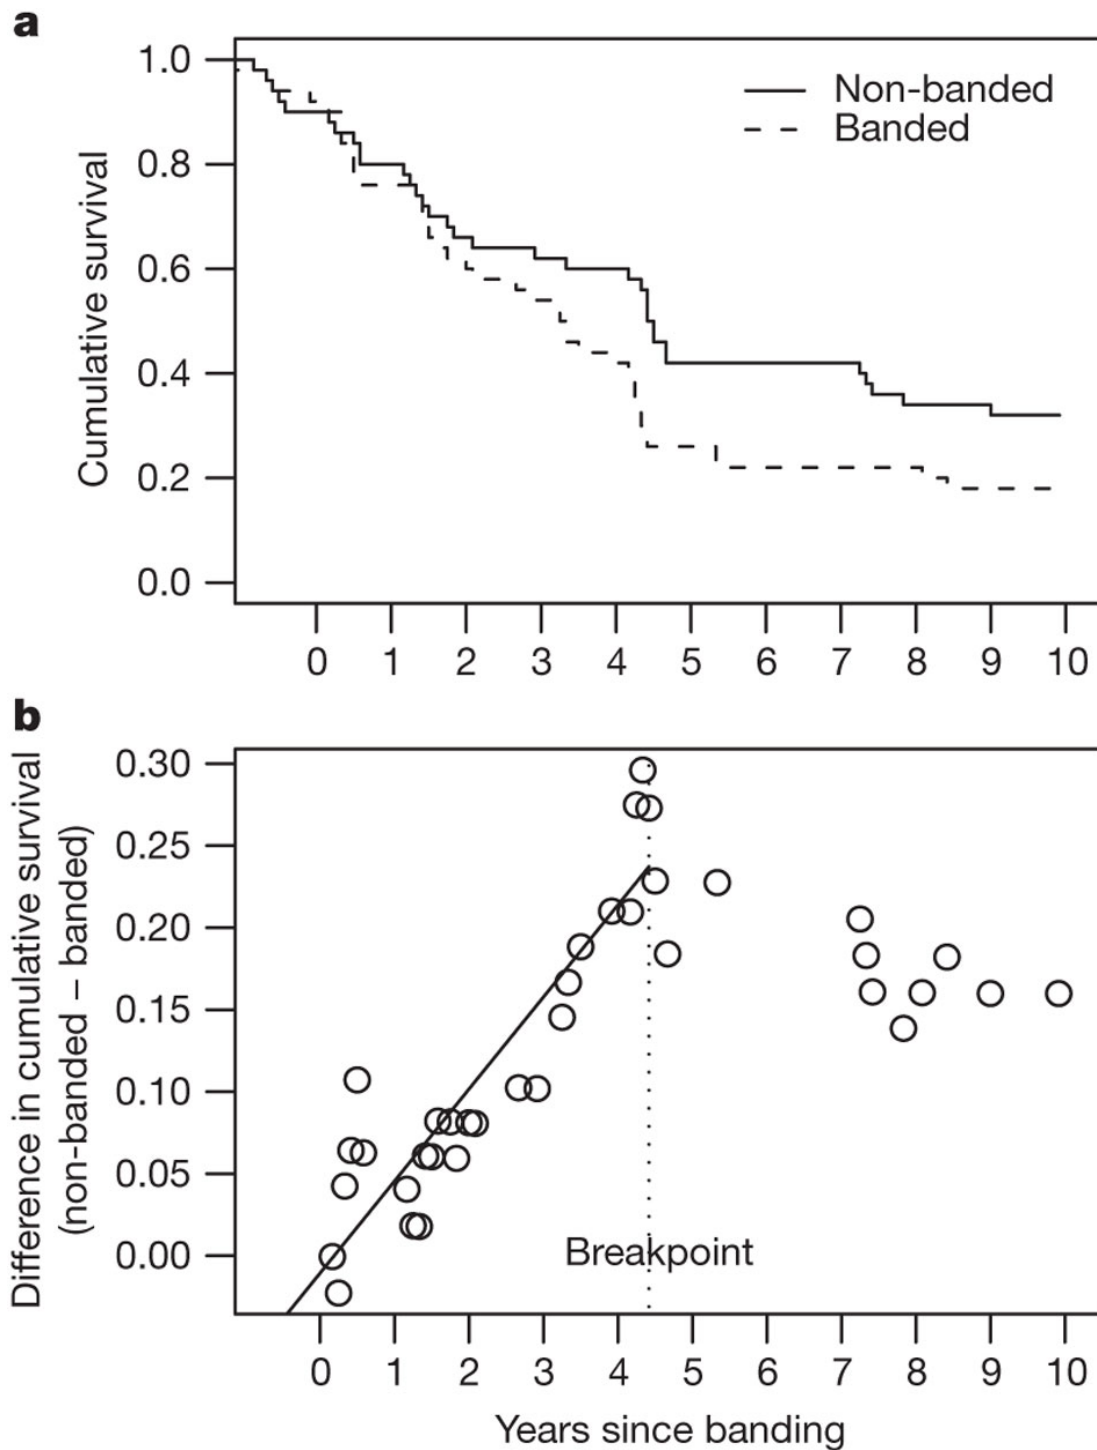 a
Cumulative survival
1.0
0.8
0.6
0.4
0.2
0.0
Non-banded
Banded
0 1 2 3 4 5 6 7 8 9 10
b
Difference in cumulative survival
(non-banded – banded)
0.30
0.25
0.20
0.15
0.10
0.05
0.00
Breakpoint
0 1 2 3 4 5 6 7 8 9 10
Years since banding